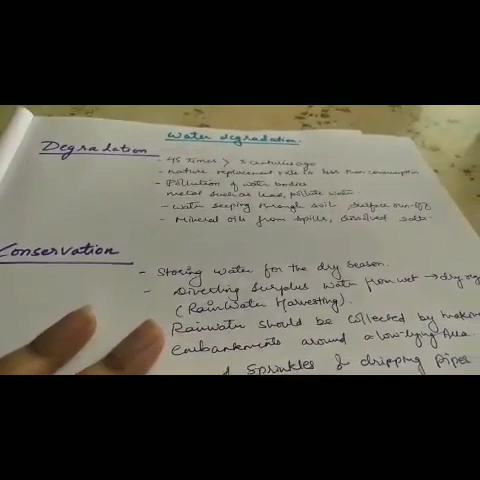 Water degradation.
Degradation
- 45 times > 3 centuries ago
- nature replacement rate is less than consumption
- Pollution of water bodies
metal such as lead, pollute water
- water seeping through soil, surface run-off
- Mineral oils from spills, dissolved salts.
Conservation
- Storing water for the dry season.
- Diverting surplus water from wet → dry
(RainWater Harvesting).
Rainwater should be collected by making
embankments around a low-lying Area.
Sprinkles & dripping pipes